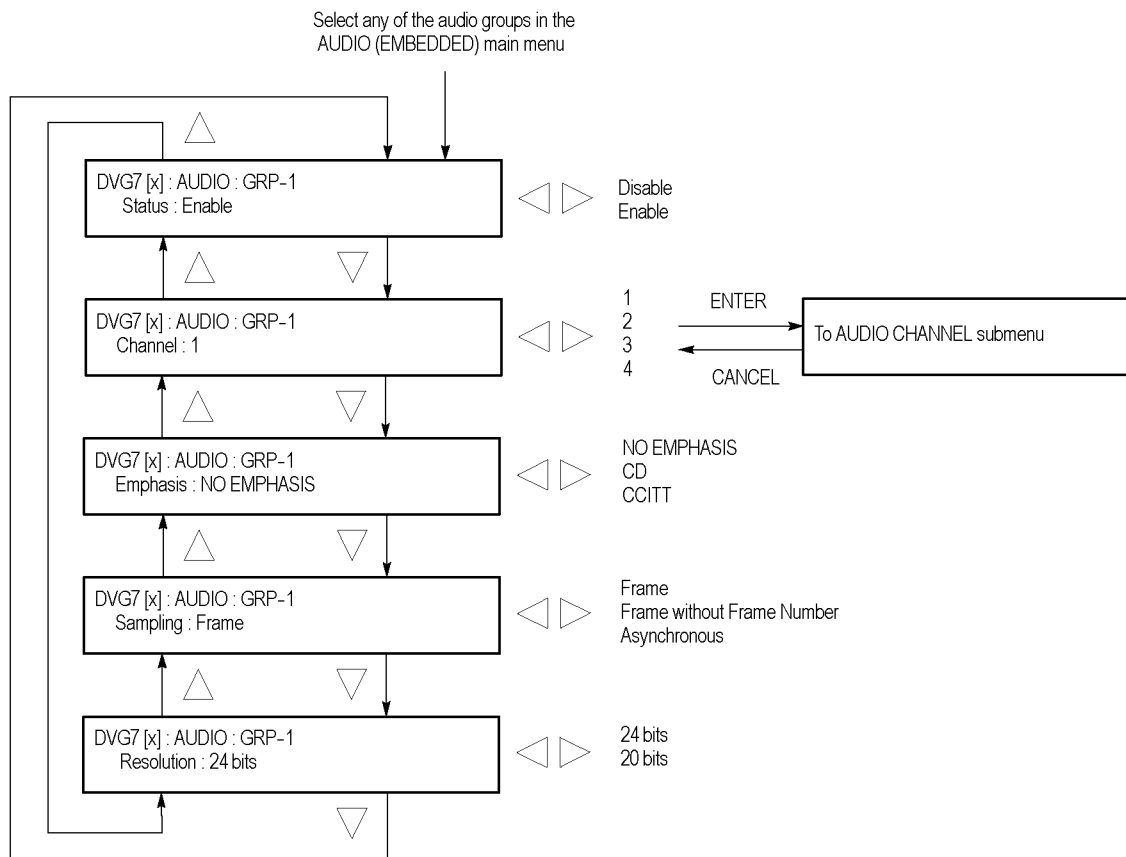 Select any of the audio groups in the
AUDIO (EMBEDDED) main menu
DVG7 [x] : AUDIO : GRP-1
Status : Enable
Disable
Enable
DVG7 [x] : AUDIO : GRP-1
Channel : 1
1
2
3
4
ENTER
CANCEL
To AUDIO CHANNEL submenu
DVG7 [x] : AUDIO : GRP-1
Emphasis : NO EMPHASIS
NO EMPHASIS
CD
CCITT
DVG7 [x] : AUDIO : GRP-1
Sampling : Frame
Frame
Frame without Frame Number
Asynchronous
DVG7 [x] : AUDIO : GRP-1
Resolution : 24 bits
24 bits
20 bits